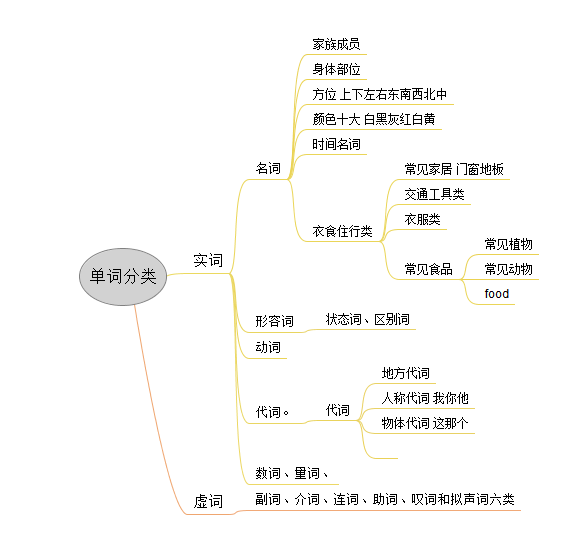 家族成员
身体部位
方位 上下左右东南西北中
颜色十大 白黑灰红白黄
时间名词
名词
常见家居 门窗地板
交通工具类
衣服类
衣食住行类
常见食品
常见植物
常见动物
food
实词
单词分类
形容词
状态词、区别词
动词
地方代词
人称代词 我你他
物体代词 这那个
代词。
代词
数词、量词、
虚词
副词、介词、连词、助词、叹词和拟声词六类